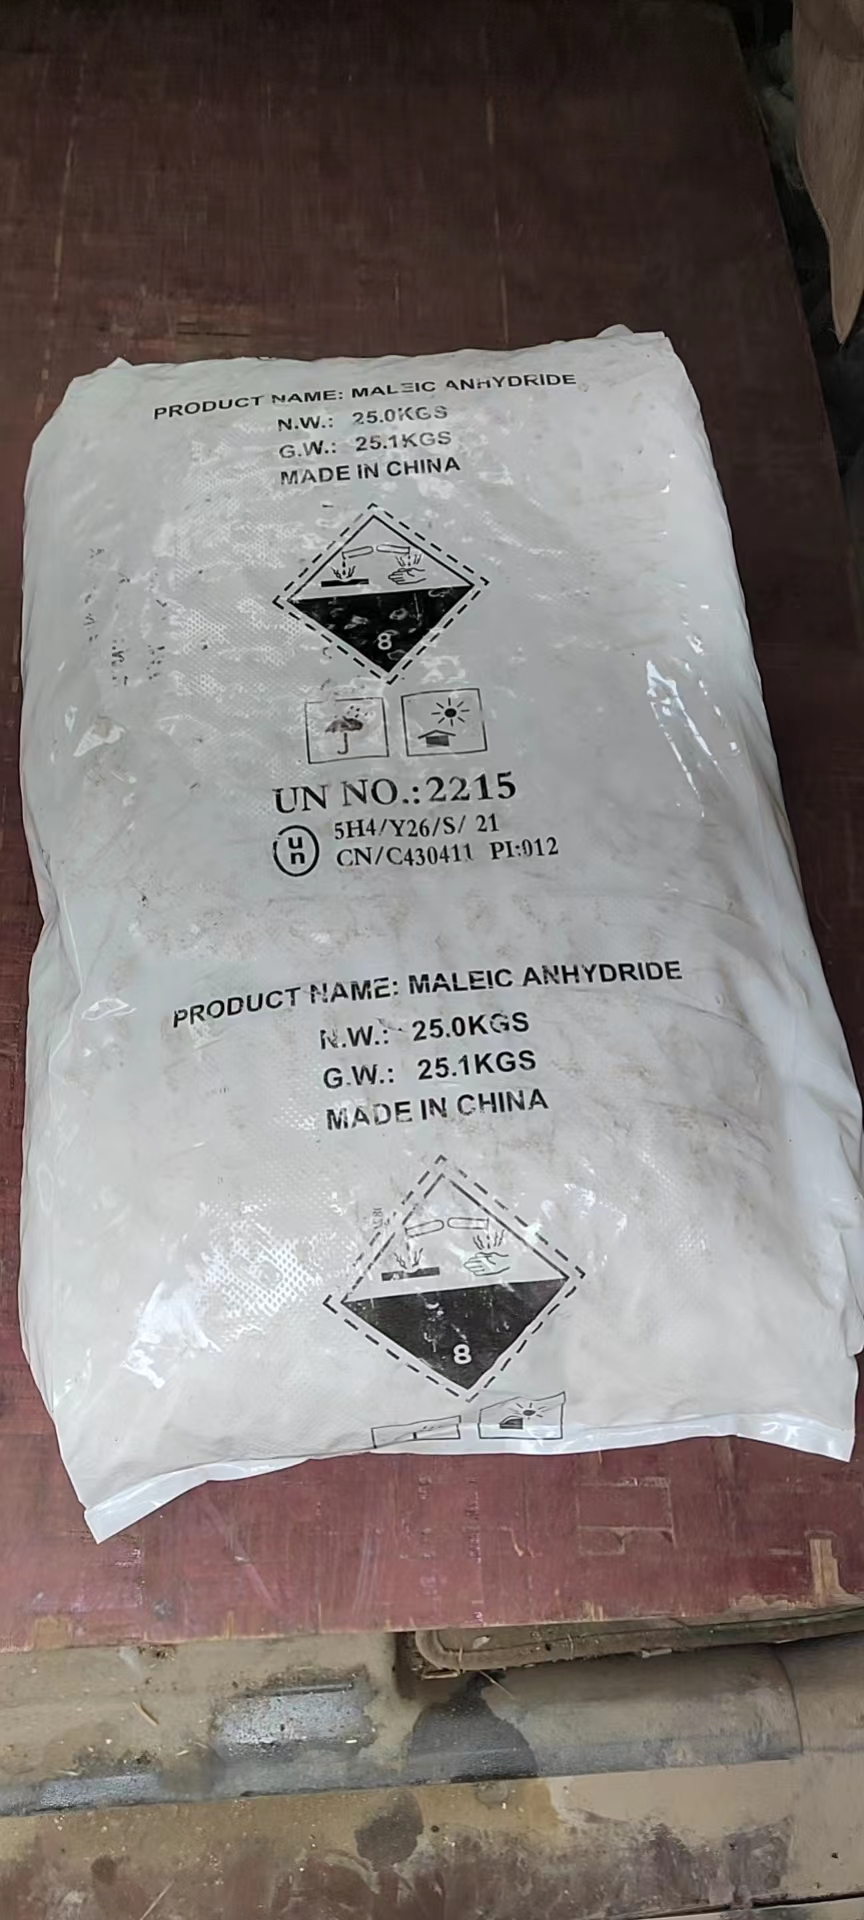 PRODUCT NAME: MALEIC ANHYDRIDE
N.W.: 25.0KGS
G.W.: 25.1KGS
MADE IN CHINA
8
UN NO.:2215
un 5H4/Y26/S/ 21
CN/C430411 PI:012
PRODUCT NAME: MALEIC ANHYDRIDE
N.W.: 25.0KGS
G.W.: 25.1KGS
MADE IN CHINA
8